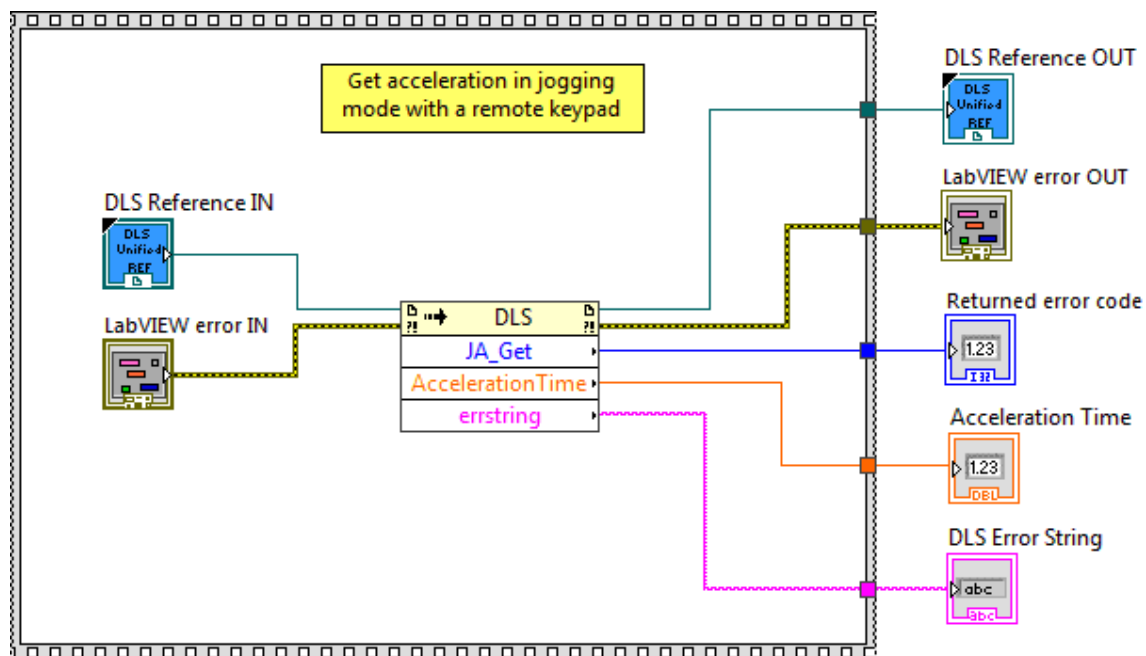 Get acceleration in jogging
mode with a remote keypad
DLS Reference IN
DLS
Unified
REF
LabVIEW error IN
?! DLS ?!
JA_Get
AccelerationTime
errstring
DLS Reference OUT
DLS
Unified
REF
LabVIEW error OUT
Returned error code
1.23
I32
Acceleration Time
1.23
DBL
DLS Error String
abc
abc